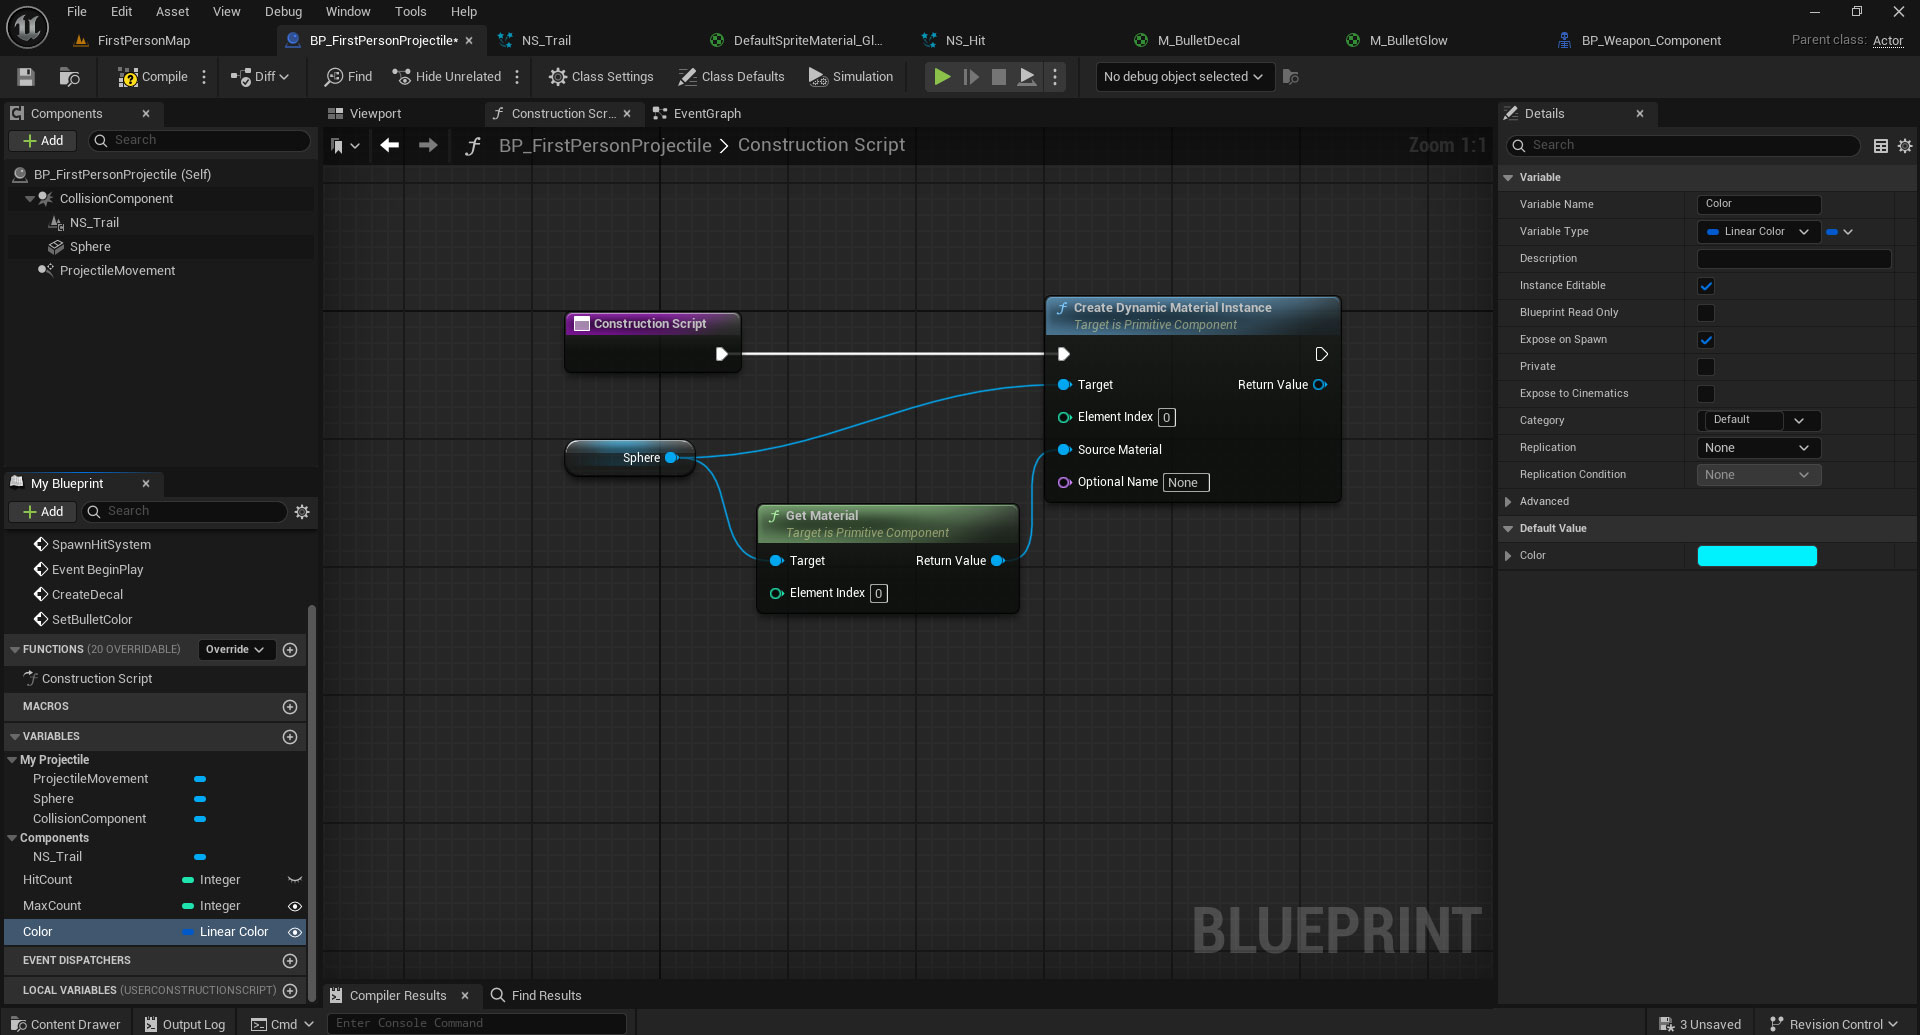 File Edit Asset View Debug Window Tools Help
FirstPersonMap
BP_FirstPersonProjectile*
NS_Trail
DefaultSpriteMaterial_Gl...
NS_Hit
M_BulletDecal
M_BulletGlow
BP_Weapon_Component
Parent class: Actor
Compile
Diff
Find
Hide Unrelated
Class Settings
Class Defaults
Simulation
No debug object selected
Components
Add
Search
BP_FirstPersonProjectile (Self)
CollisionComponent
NS_Trail
Sphere
ProjectileMovement
My Blueprint
Add
Search
SpawnHitSystem
Event BeginPlay
CreateDecal
SetBulletColor
FUNCTIONS (20 OVERRIDABLE)
Override
Construction Script
MACROS
VARIABLES
My Projectile
ProjectileMovement
Sphere
CollisionComponent
Components
NS_Trail
HitCount Integer
MaxCount Integer
Color Linear Color
EVENT DISPATCHERS
LOCAL VARIABLES (USERCONSTRUCTIONSCRIPT)
Viewport
Construction Scr...
EventGraph
BP_FirstPersonProjectile > Construction Script
Zoom 1:1
Construction Script
Sphere
Get Material
Target is Primitive Component
Target Return Value
Element Index 0
Create Dynamic Material Instance
Target is Primitive Component
Target Return Value
Element Index 0
Source Material
Optional Name None
BLUEPRINT
Compiler Results
Find Results
Details
Search
Variable
Variable Name Color
Variable Type Linear Color
Description
Instance Editable
Blueprint Read Only
Expose on Spawn
Private
Expose to Cinematics
Category Default
Replication None
Replication Condition None
Advanced
Default Value
Color
Content Drawer
Output Log
Cmd
Enter Console Command
3 Unsaved
Revision Control